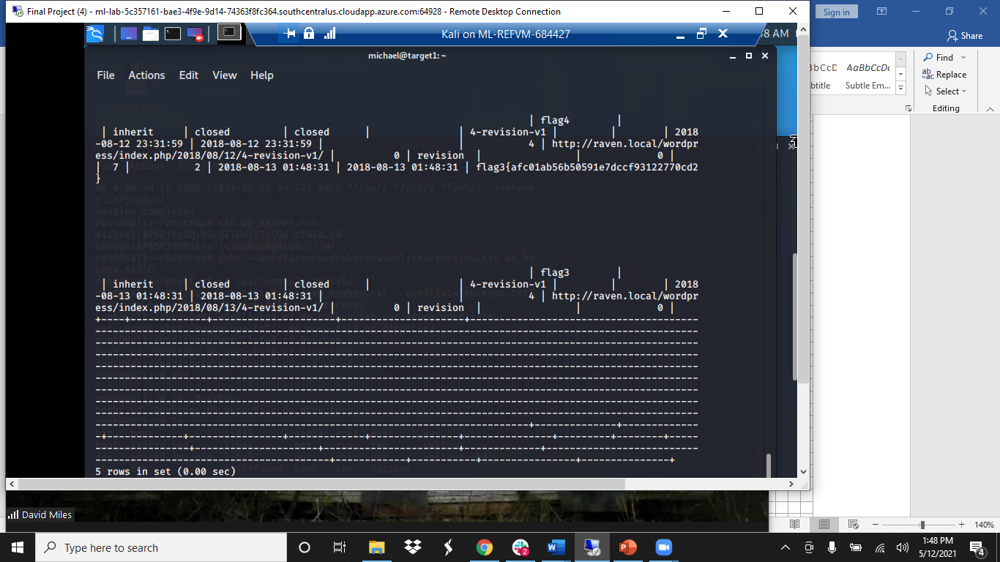 Final Project (4) - ml-lab-5c357161-bae3-4f9e-9d14-74363f8fc364.southcentralus.cloudapp.azure.com:64928 - Remote Desktop Connection
Sign in
Kali on ML-REFVM-684427
8 AM
Share
michael@target1: ~
File Actions Edit View Help
AaBbCcD
Find
Replace
Subtle Em...
Select
Editing
| flag4 |
| inherit | closed | closed | | 4-revision-v1 | | | 2018
-08-12 23:31:59 | 2018-08-12 23:31:59 | | 4 | http://raven.local/wordpr
ess/index.php/2018/08/12/4-revision-v1/ | 0 | revision | | 0 |
| 7 | 2 | 2018-08-13 01:48:31 | 2018-08-13 01:48:31 | flag3{afc01ab56b50591e7dccf93122770cd2
}
Session completed
| flag3 |
| inherit | closed | closed | | 4-revision-v1 | | | 2018
-08-13 01:48:31 | 2018-08-13 01:48:31 | | 4 | http://raven.local/wordpr
ess/index.php/2018/08/13/4-revision-v1/ | 0 | revision | | 0 |
5 rows in set (0.00 sec)
David Miles
140%
Type here to search
2
1:48 PM
5/12/2021
4